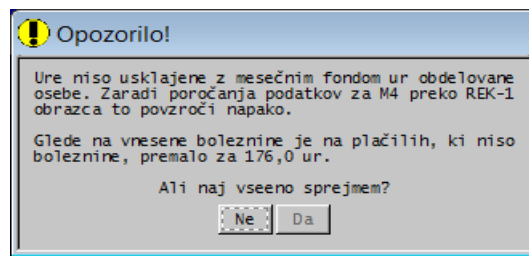 Opozorilo!
Ure niso usklajene z mesečnim fondom ur obdelovane
osebe. Zaradi poročanja podatkov za M4 preko REK-1
obrazca to povzroči napako.
Glede na vnesene boleznine je na plačilih, ki niso
boleznine, premalo za 176,0 ur.
Ali naj vseeno sprejmem?
Ne Da